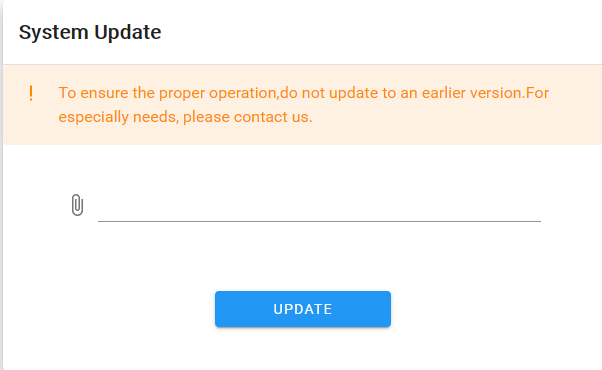 System Update
To ensure the proper operation,do not update to an earlier version.For
especially needs, please contact us.
UPDATE